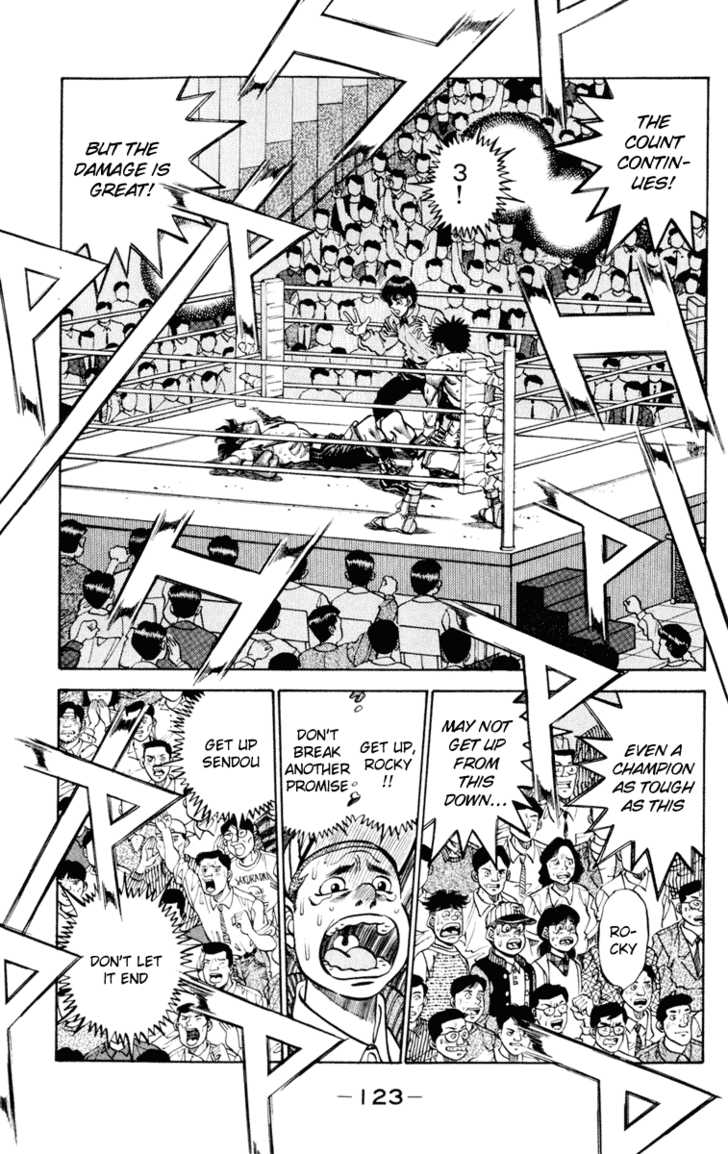 THE
COUNT
CONTIN-
UES!
3
!
BUT THE
DAMAGE IS
GREAT!
H
P
P
H
H
P
P
EVEN A
CHAMPION
AS TOUGH
AS THIS
MAY NOT
GET UP
FROM
THIS
DOWN...
RO-
CKY
GET UP,
ROCKY
!!
DON'T
BREAK
ANOTHER
PROMISE
GET UP
SENDOU
DON'T LET
IT END
P
P
P
P
-123-